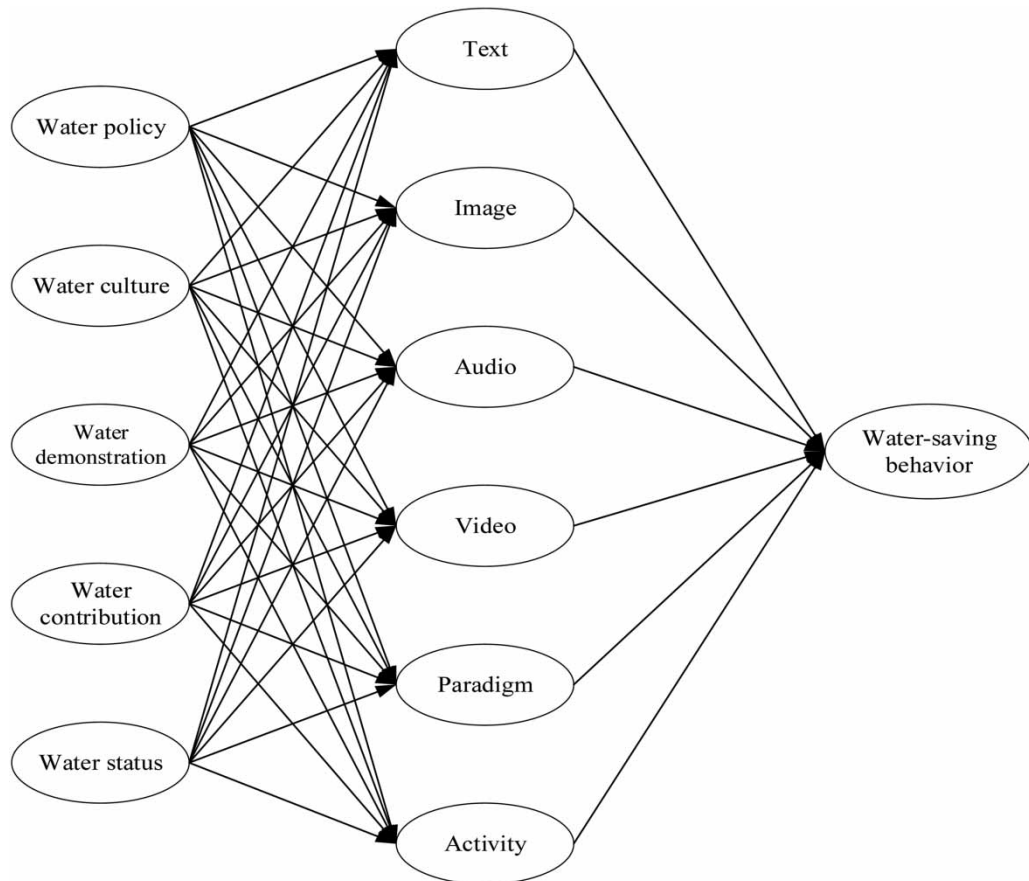 Text
Water policy
Image
Water culture
Audio
Water
demonstration
Water-saving
behavior
Video
Water
contribution
Paradigm
Water status
Activity